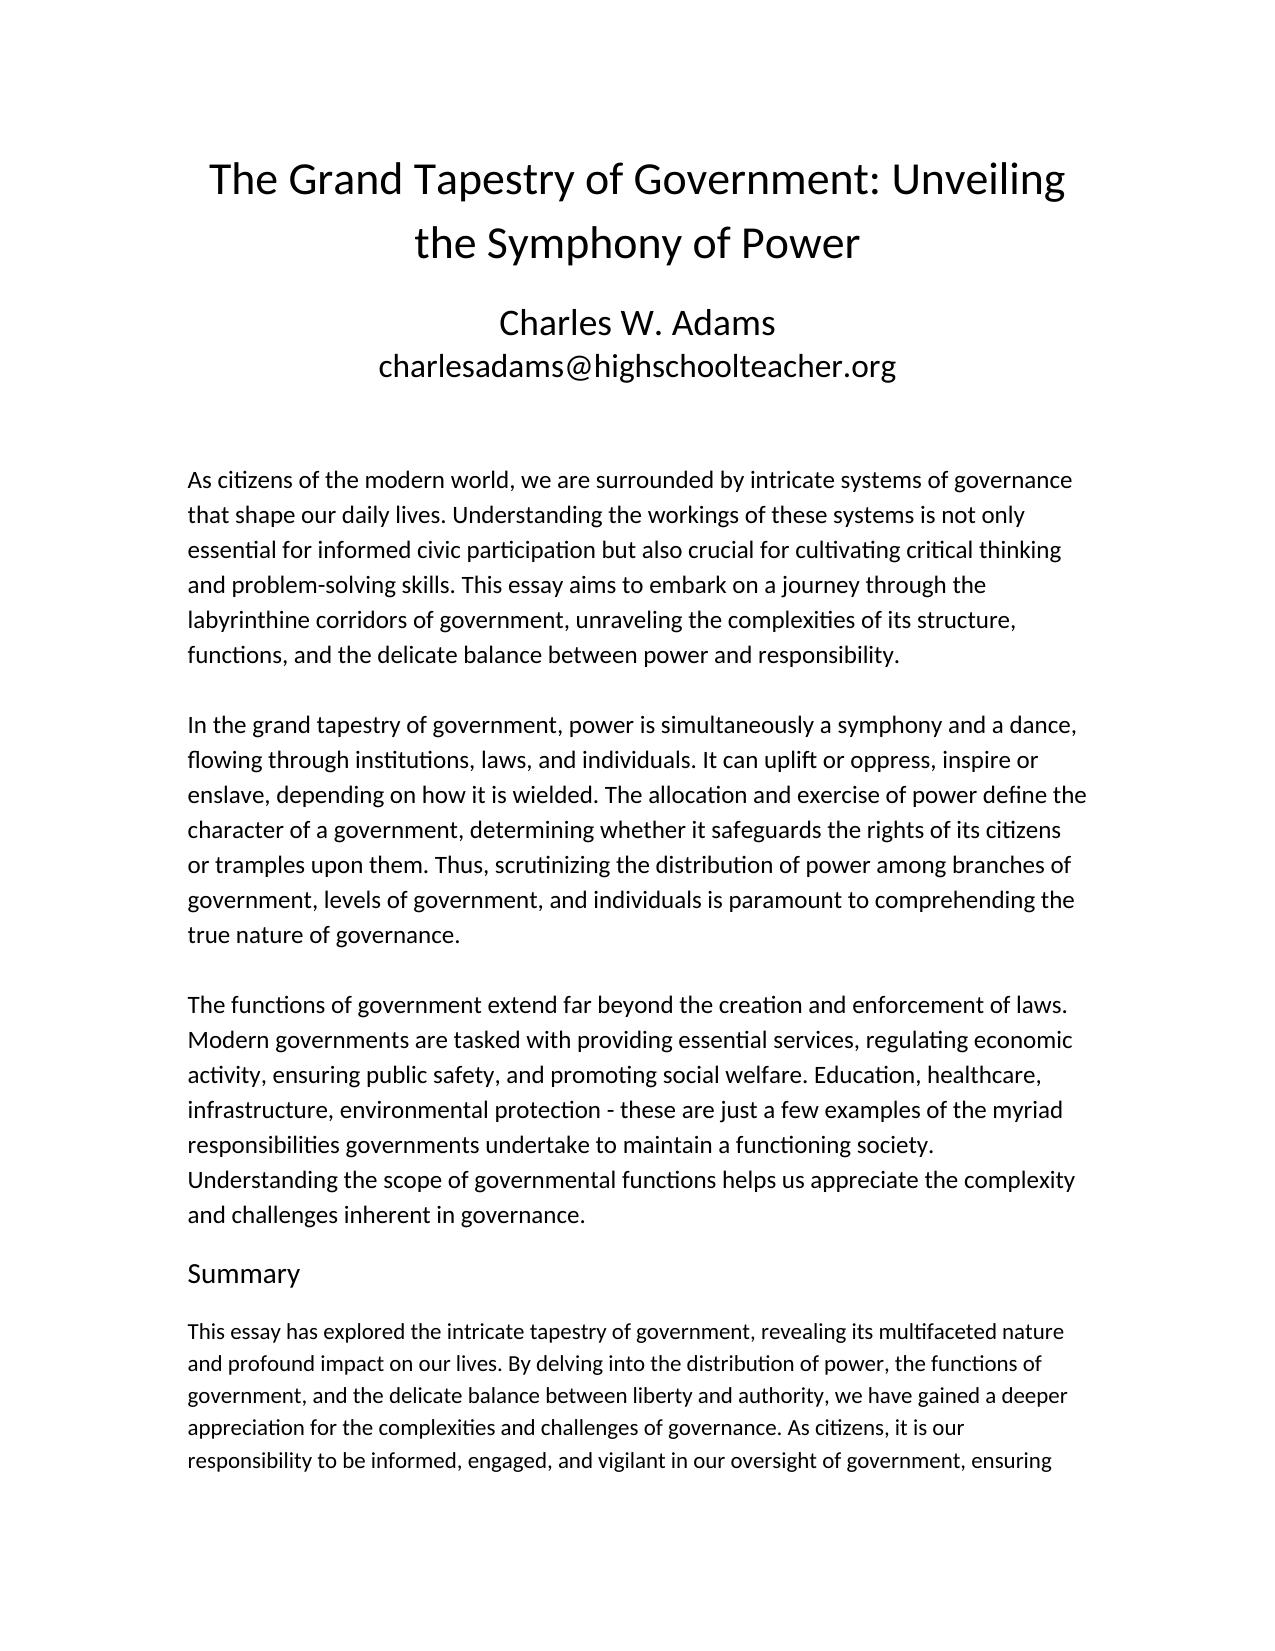 The Grand Tapestry of Government: Unveiling
the Symphony of Power
Charles W. Adams
charlesadams@highschoolteacher.org
As citizens of the modern world, we are surrounded by intricate systems of governance
that shape our daily lives. Understanding the workings of these systems is not only
essential for informed civic participation but also crucial for cultivating critical thinking
and problem-solving skills. This essay aims to embark on a journey through the
labyrinthine corridors of government, unraveling the complexities of its structure,
functions, and the delicate balance between power and responsibility.
In the grand tapestry of government, power is simultaneously a symphony and a dance,
flowing through institutions, laws, and individuals. It can uplift or oppress, inspire or
enslave, depending on how it is wielded. The allocation and exercise of power define the
character of a government, determining whether it safeguards the rights of its citizens
or tramples upon them. Thus, scrutinizing the distribution of power among branches of
government, levels of government, and individuals is paramount to comprehending the
true nature of governance.
The functions of government extend far beyond the creation and enforcement of laws.
Modern governments are tasked with providing essential services, regulating economic
activity, ensuring public safety, and promoting social welfare. Education, healthcare,
infrastructure, environmental protection - these are just a few examples of the myriad
responsibilities governments undertake to maintain a functioning society.
Understanding the scope of governmental functions helps us appreciate the complexity
and challenges inherent in governance.
Summary
This essay has explored the intricate tapestry of government, revealing its multifaceted nature
and profound impact on our lives. By delving into the distribution of power, the functions of
government, and the delicate balance between liberty and authority, we have gained a deeper
appreciation for the complexities and challenges of governance. As citizens, it is our
responsibility to be informed, engaged, and vigilant in our oversight of government, ensuring